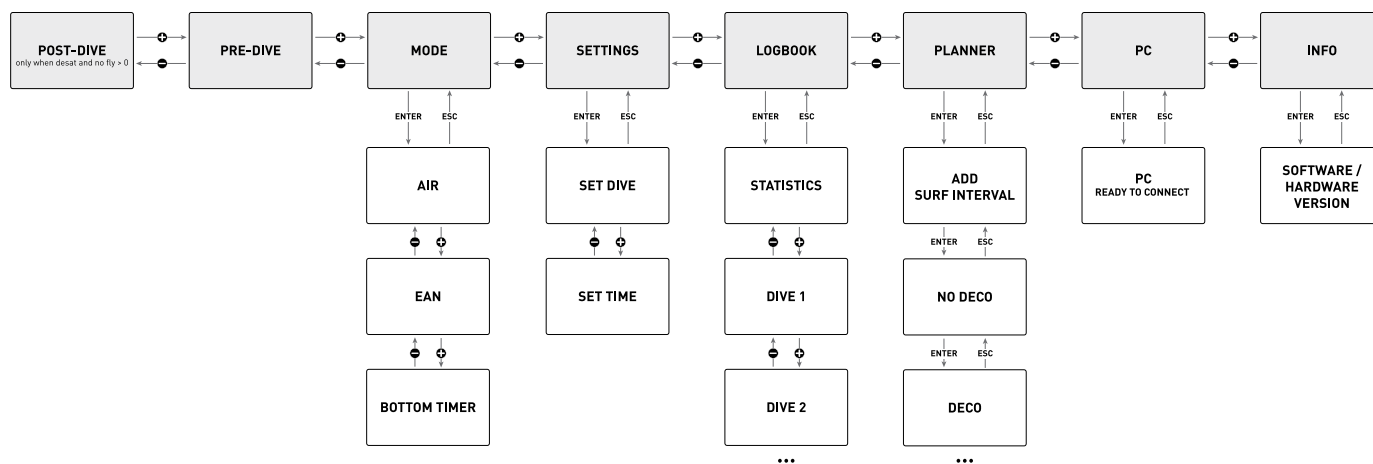 POST-DIVE
only when desat and no fly > 0
PRE-DIVE
MODE
SETTINGS
LOGBOOK
PLANNER
PC
INFO
+ + + + + + +
− − − − − − −
ENTER ESC ENTER ESC ENTER ESC ENTER ESC ENTER ESC ENTER ESC
AIR
SET DIVE
STATISTICS
ADD
SURF INTERVAL
PC
READY TO CONNECT
SOFTWARE /
HARDWARE
VERSION
− + − + − + ENTER ESC
EAN
SET TIME
DIVE 1
NO DECO
− + − + ENTER ESC
BOTTOM TIMER
DIVE 2
DECO
••• •••